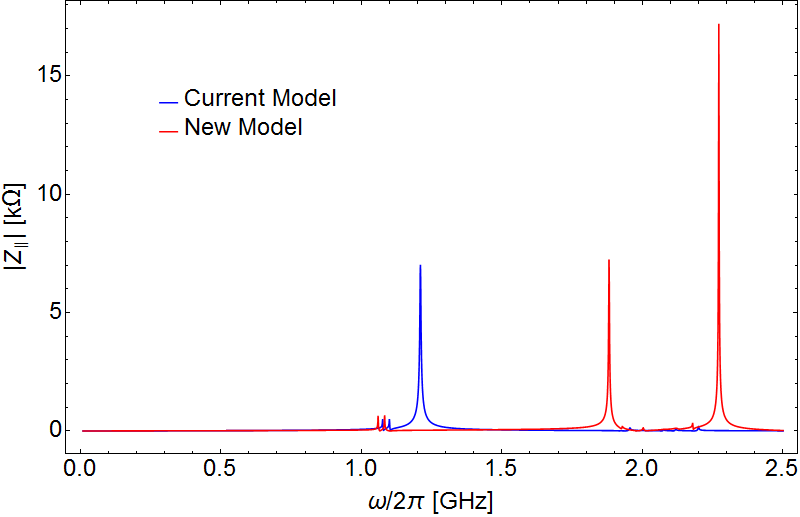 Current Model
New Model
15
10
5
0
|Z∥| [kΩ]
0.0 0.5 1.0 1.5 2.0 2.5
ω/2π [GHz]